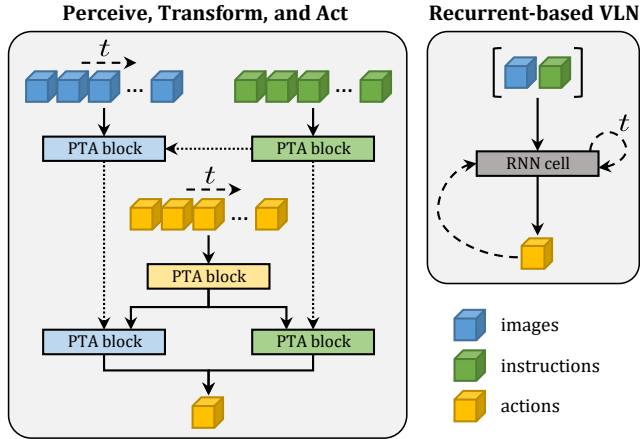 Perceive, Transform, and Act
Recurrent-based VLN
t
...
...
PTA block
PTA block
t
...
PTA block
PTA block
PTA block
[ ]
t
RNN cell
images
instructions
actions